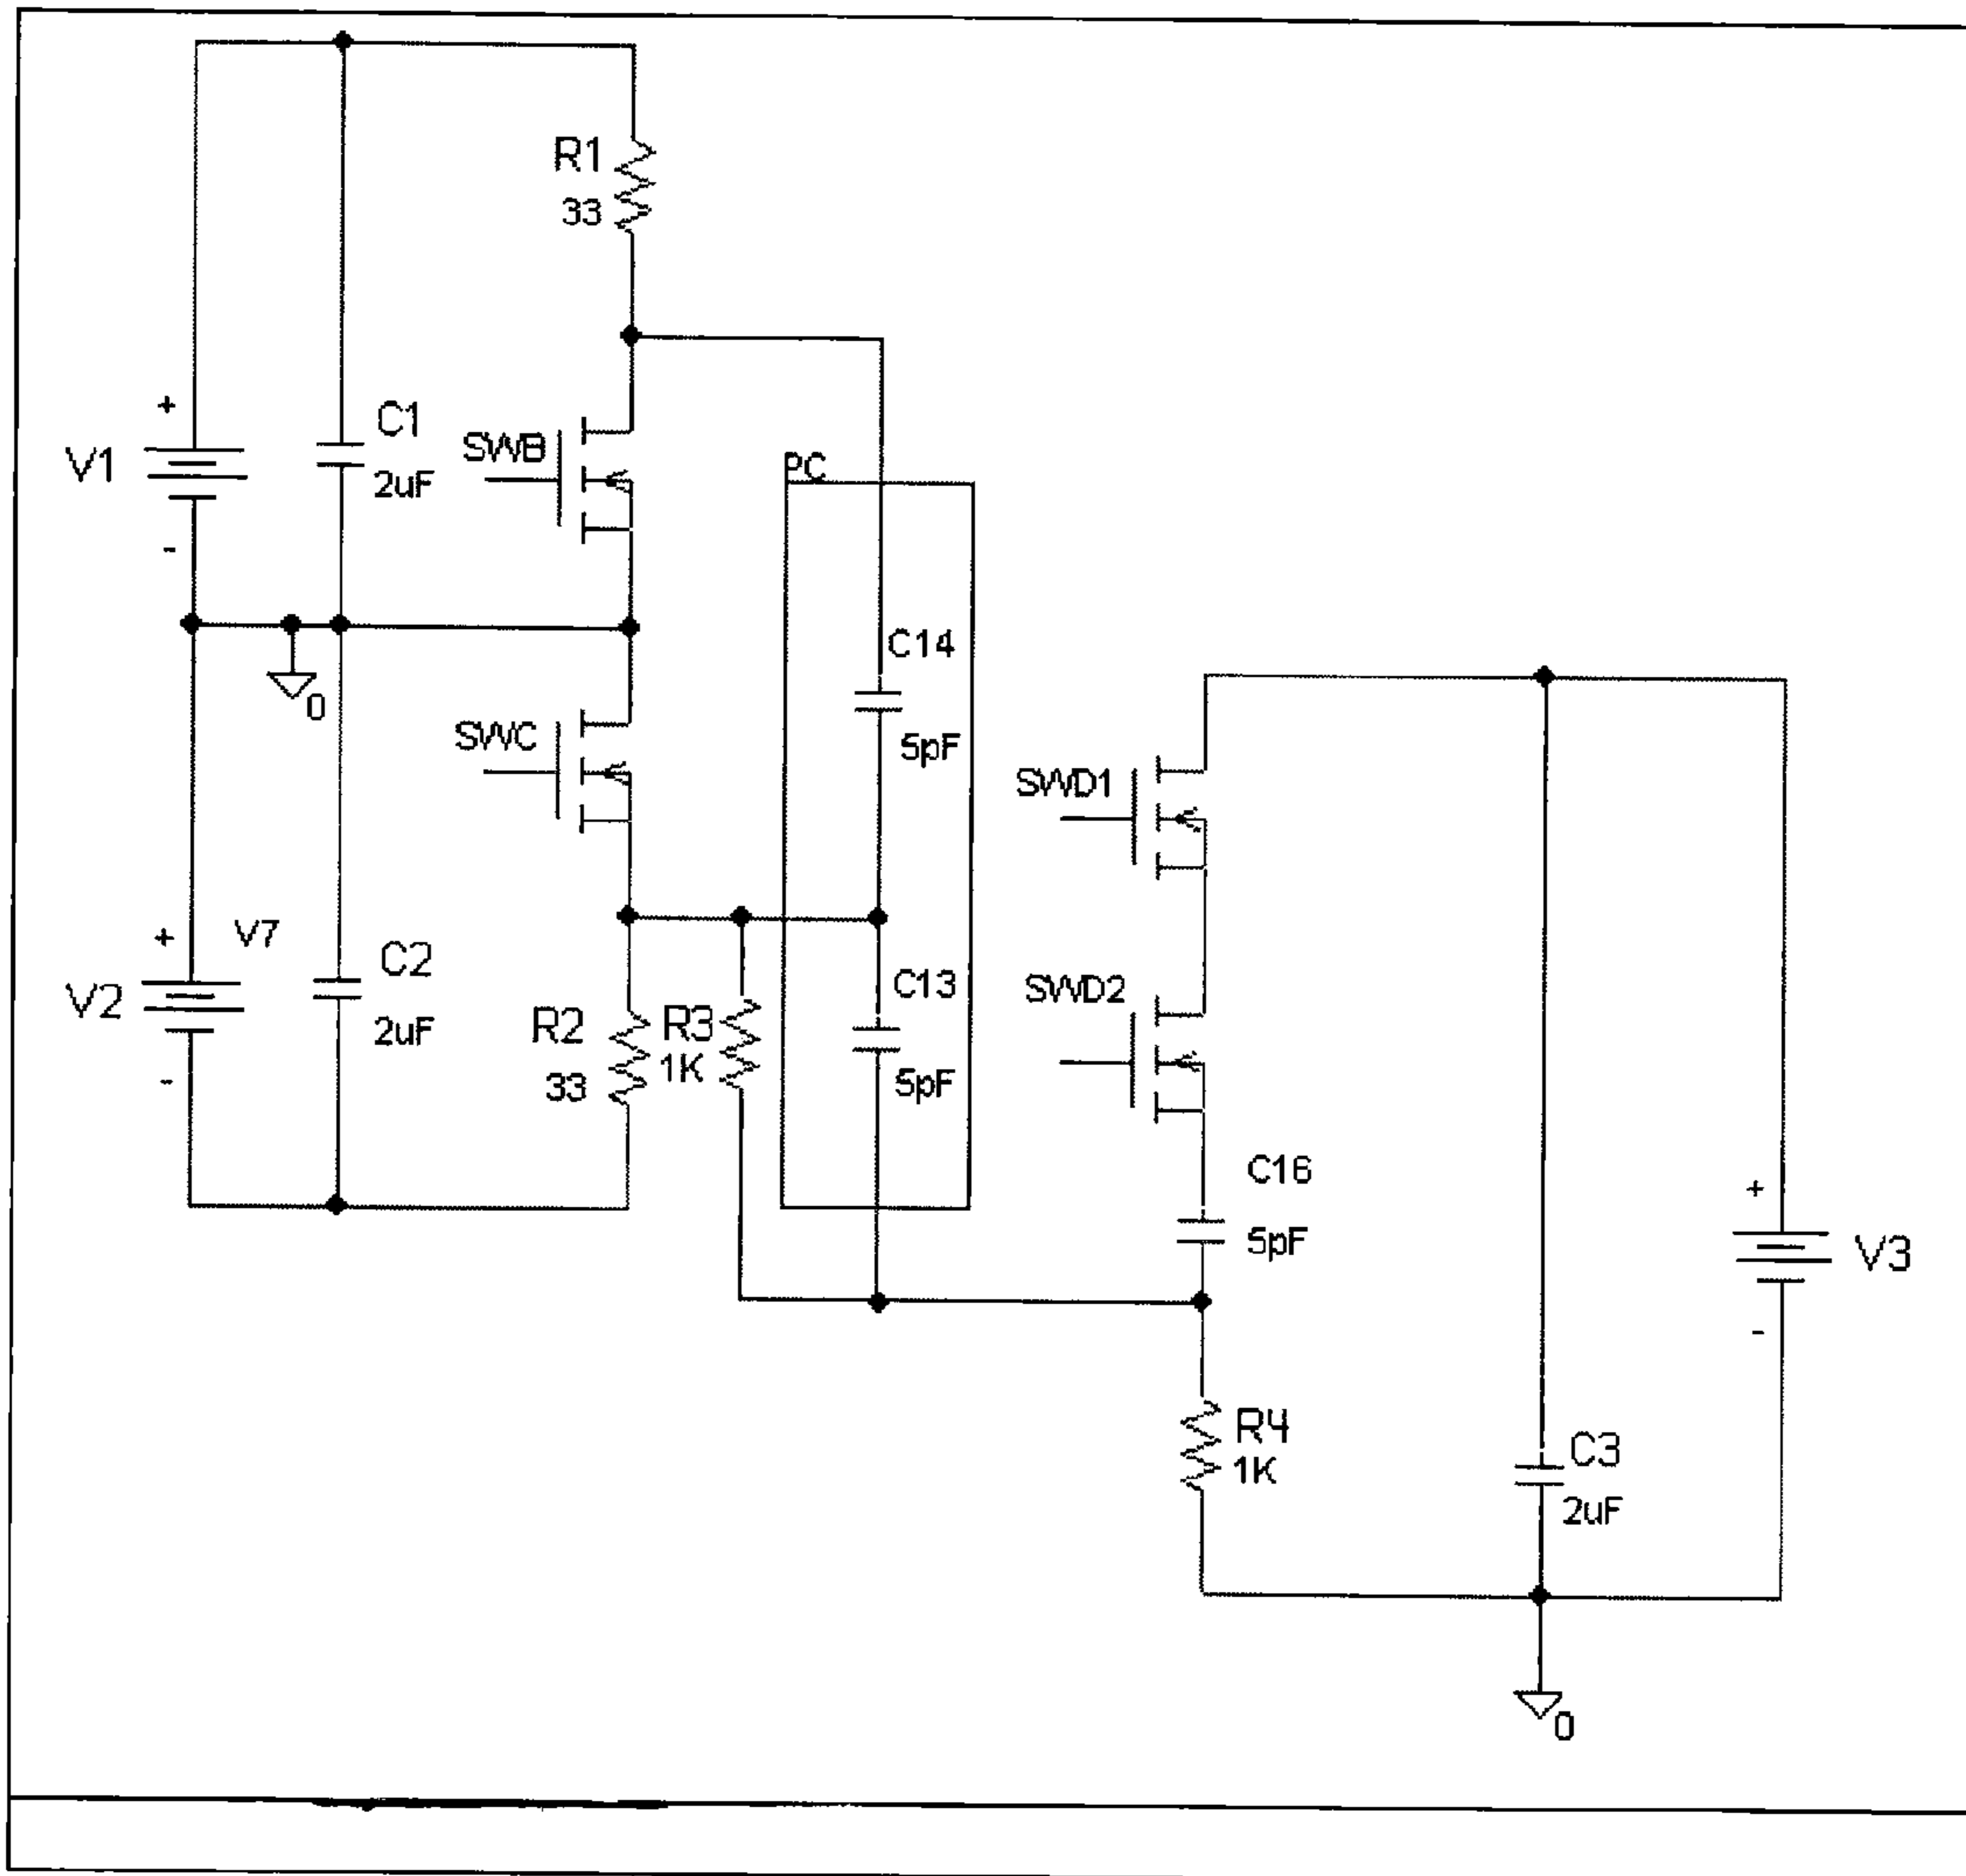 R1
33
+
V1
-
C1
2uF
SWB
PC
C14
5pF
0
SWC
SWD1
+
V7
V2
-
C2
2uF
R2
33
R3
1K
C13
5pF
SWD2
C16
5pF
+
V3
-
R4
1K
C3
2uF
0